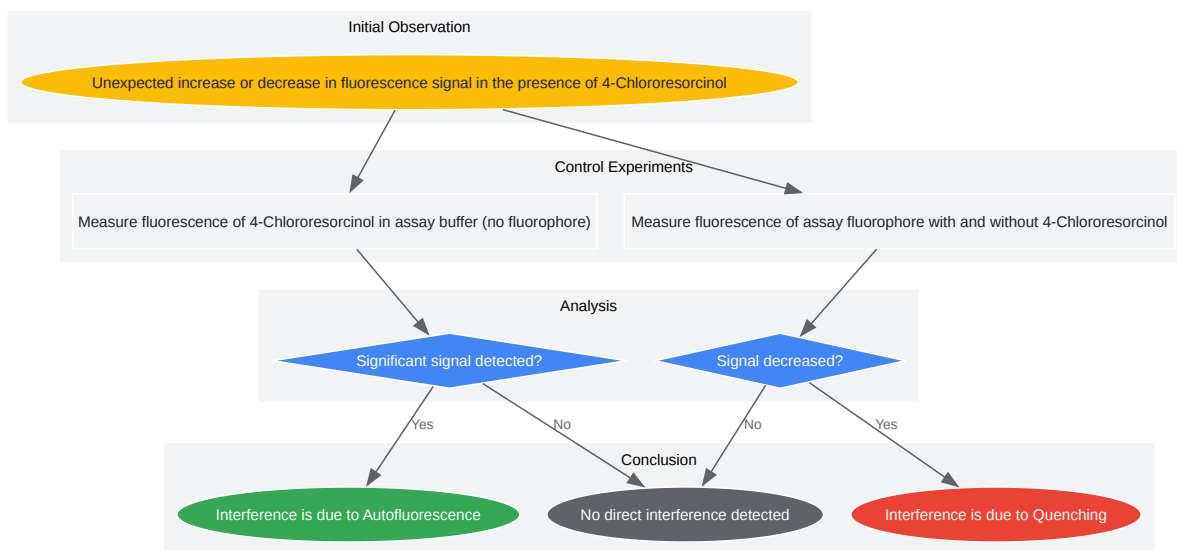 Initial Observation
Unexpected increase or decrease in fluorescence signal in the presence of 4-Chlororesorcinol
Control Experiments
Measure fluorescence of 4-Chlororesorcinol in assay buffer (no fluorophore)
Measure fluorescence of assay fluorophore with and without 4-Chlororesorcinol
Analysis
Significant signal detected?
Signal decreased?
Yes
No
No
Yes
Conclusion
Interference is due to Autofluorescence
No direct interference detected
Interference is due to Quenching